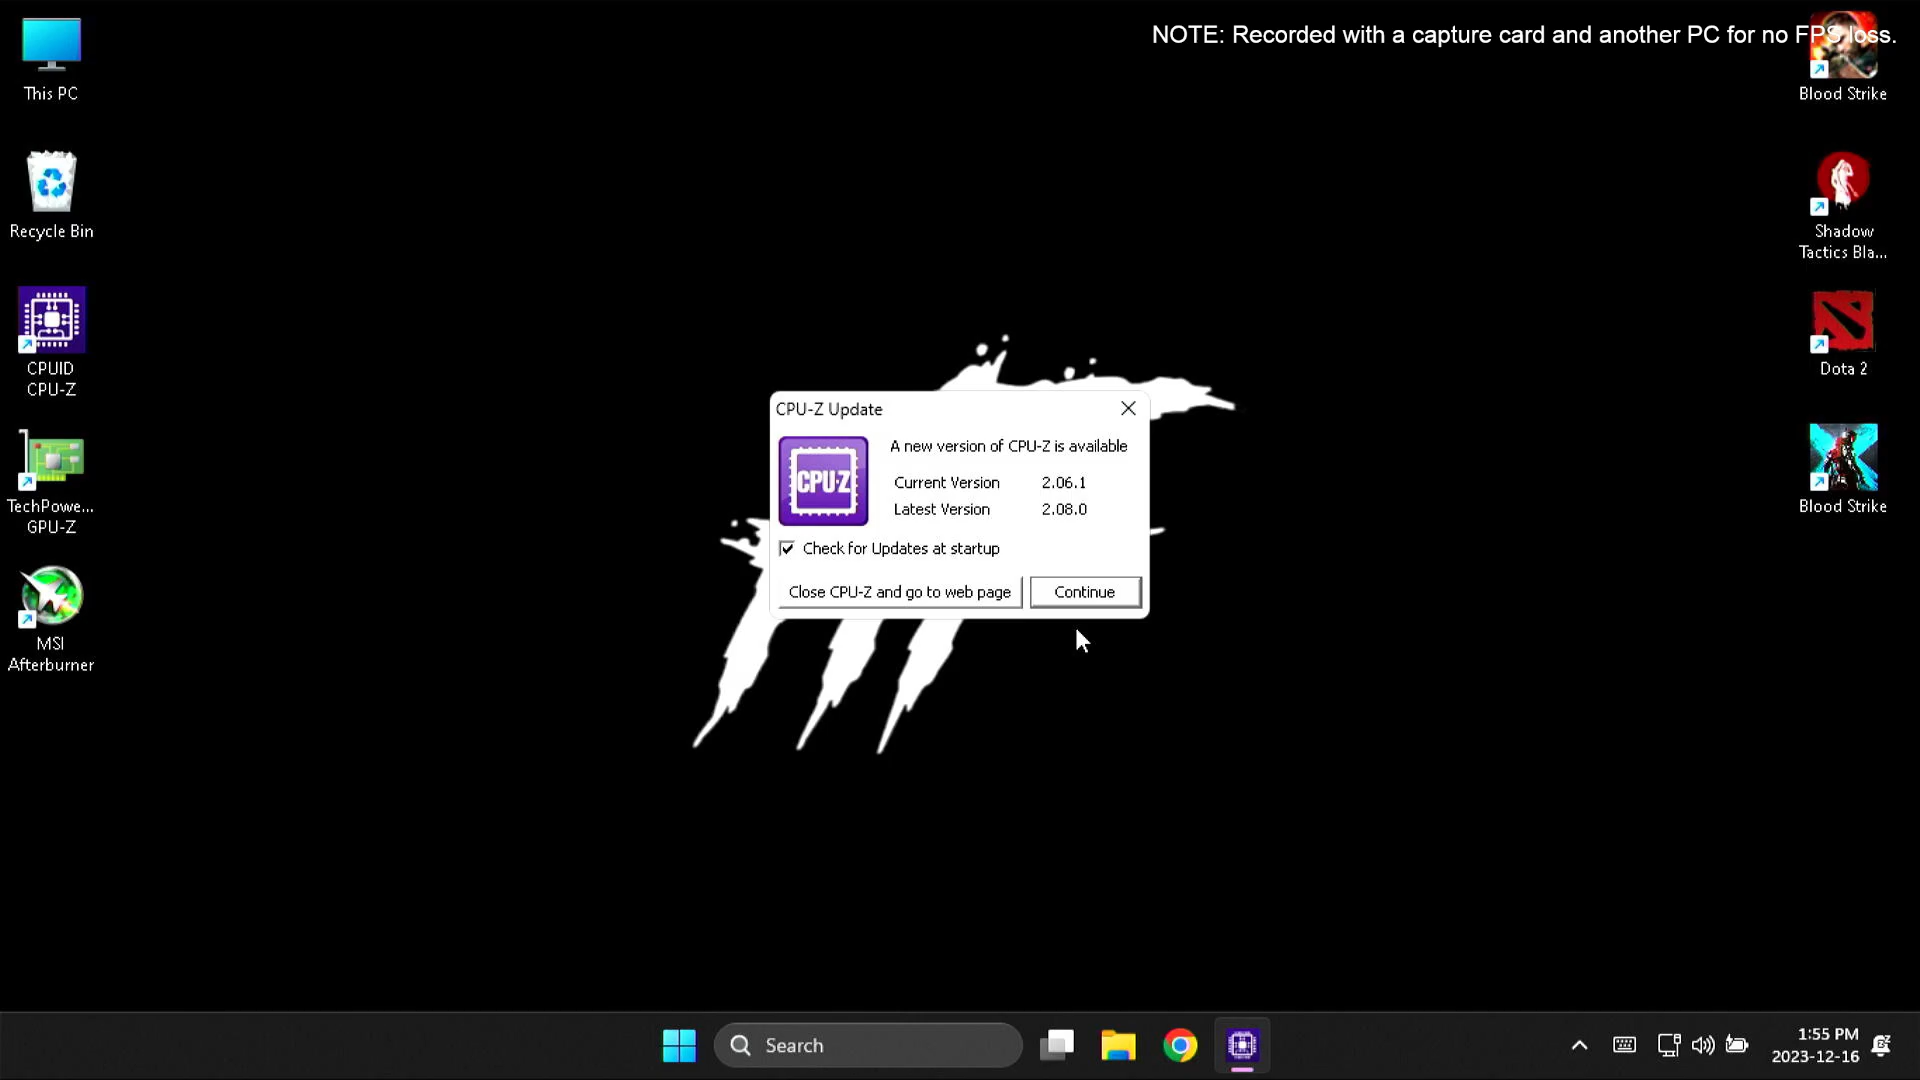 NOTE: Recorded with a capture card and another PC for no FPS loss.
This PC
Recycle Bin
CPUID
CPU-Z
TechPowe...
GPU-Z
MSI
Afterburner
Blood Strike
Shadow
Tactics Bla...
Dota 2
Blood Strike
CPU-Z Update
CPU-Z
A new version of CPU-Z is available
Current Version 2.06.1
Latest Version 2.08.0
Check for Updates at startup
Close CPU-Z and go to web page
Continue
Search
1:55 PM
2023-12-16